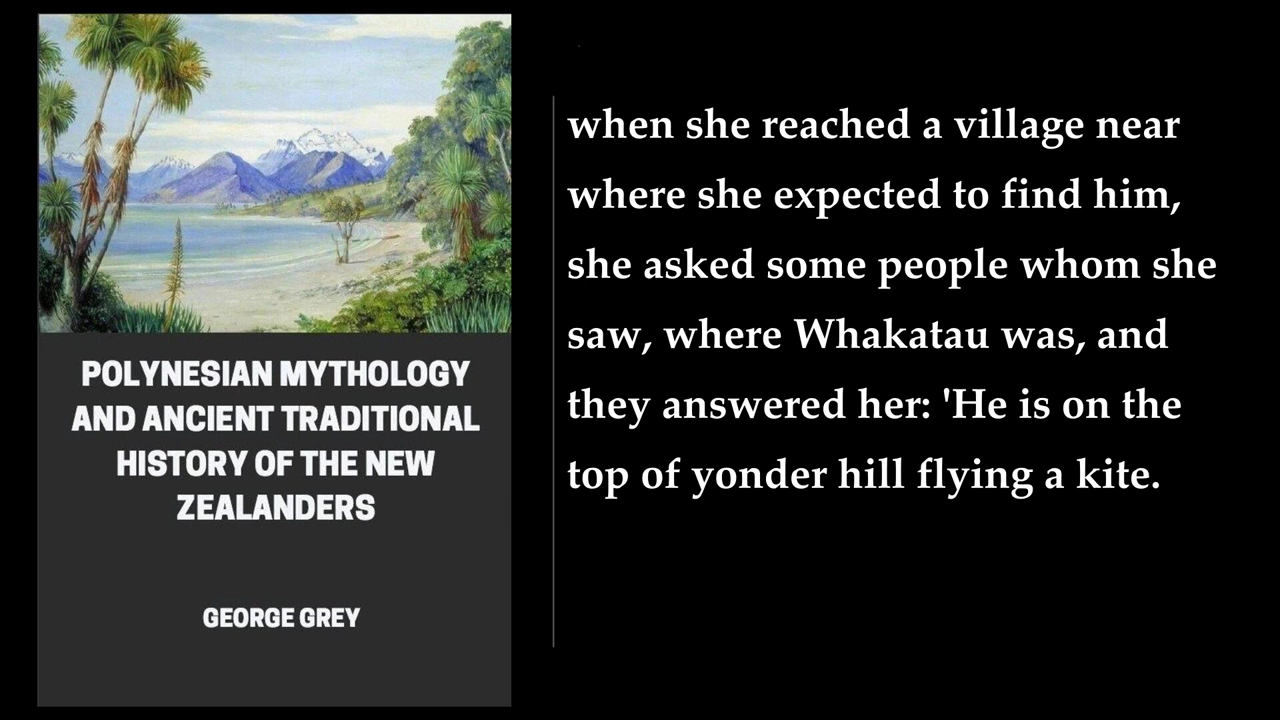 POLYNESIAN MYTHOLOGY
AND ANCIENT TRADITIONAL
HISTORY OF THE NEW
ZEALANDERS
GEORGE GREY
when she reached a village near
where she expected to find him,
she asked some people whom she
saw, where Whakatau was, and
they answered her: 'He is on the
top of yonder hill flying a kite.